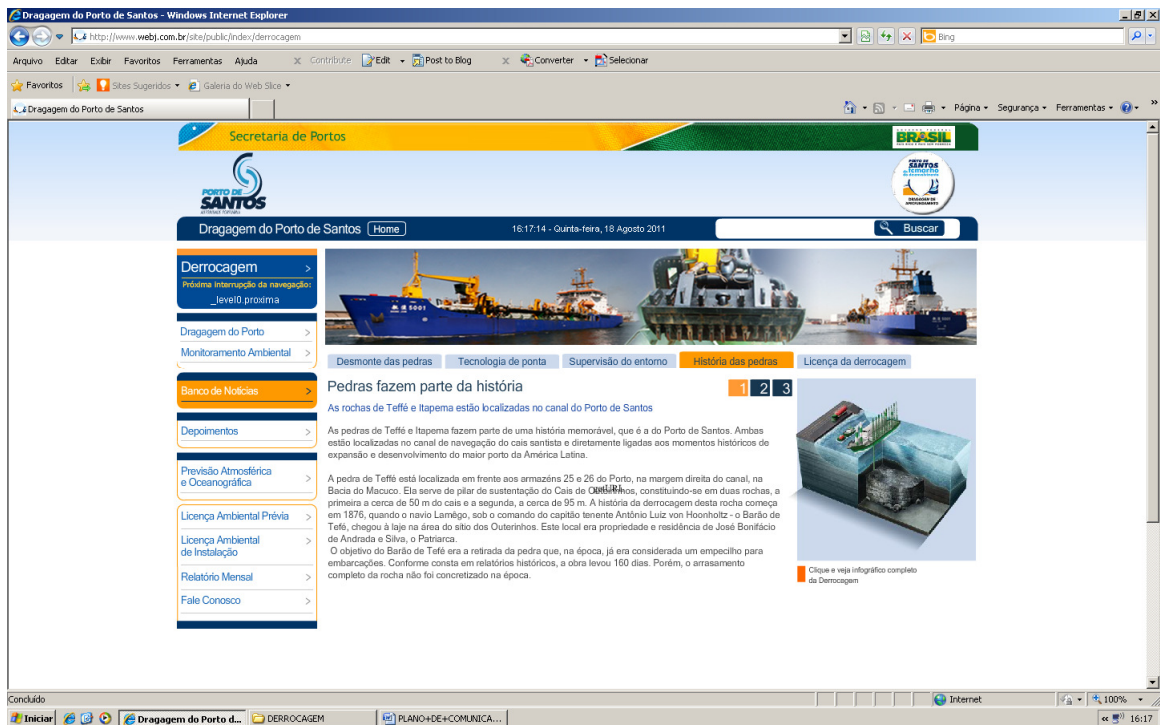 Dragagem do Porto de Santos - Windows Internet Explorer
http://www.webj.com.br/site/public/index/derrocagem
Bing
Arquivo Editar Exibir Favoritos Ferramentas Ajuda
Contribute Edit Post to Blog
Converter Selecionar
Favoritos Sites Sugeridos Galeria do Web Slice
Dragagem do Porto de Santos
Página Segurança Ferramentas
Secretaria de Portos
BRASIL
PORTO DE
SANTOS
PORTO DE
SANTOS
Dragagem do Porto de Santos Home
16:17:14 - Quinta-feira, 18 Agosto 2011
Buscar
Derrocagem >
Próxima interrupção da navegação:
_level0.proxima
Dragagem do Porto >
Monitoramento Ambiental >
Banco de Notícias >
Depoimentos >
Previsão Atmosférica
e Oceanográfica >
Licença Ambiental Prévia >
Licença Ambiental
de Instalação >
Relatório Mensal >
Fale Conosco >
5001
Desmonte das pedras Tecnologia de ponta Supervisão do entorno História das pedras Licença da derrocagem
Pedras fazem parte da história
1 2 3
As rochas de Teffé e Itapema estão localizadas no canal do Porto de Santos
As pedras de Teffé e Itapema fazem parte de uma história memorável, que é a do Porto de Santos. Ambas
estão localizadas no canal de navegação do cais santista e diretamente ligadas aos momentos históricos de
expansão e desenvolvimento do maior porto da América Latina.
A pedra de Teffé está localizada em frente aos armazéns 25 e 26 do Porto, na margem direita do canal, na
Bacia do Macuco. Ela serve de pilar de sustentação do Cais de Outeirinhos, constituindo-se em duas rochas, a
getURL
primeira a cerca de 50 m do cais e a segunda, a cerca de 95 m. A história da derrocagem desta rocha começa
em 1876, quando o navio Lamêgo, sob o comando do capitão tenente Antônio Luiz von Hoonholtz - o Barão de
Tefé, chegou à laje na área do sítio dos Outerinhos. Este local era propriedade e residência de José Bonifácio
de Andrade e Silva, o Patriarca.
O objetivo do Barão de Tefé era a retirada da pedra que, na época, já era considerada um empecilho para
embarcações. Conforme consta em relatórios históricos, a obra levou 160 dias. Porém, o arrasamento
completo da rocha não foi concretizado na época.
Clique e veja infográfico completo
da Derrocagem
Concluído
Internet
100%
Iniciar
Dragagem do Porto d...
DERROCAGEM
PLANO+DE+COMUNICA...
16:17